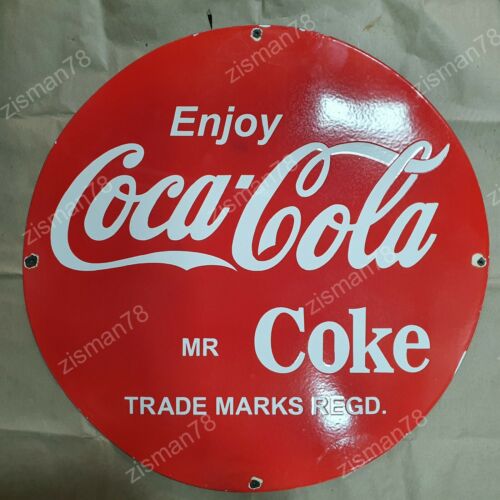 Enjoy
Coca-Cola
MR Coke
TRADE MARKS REGD.
zisman78